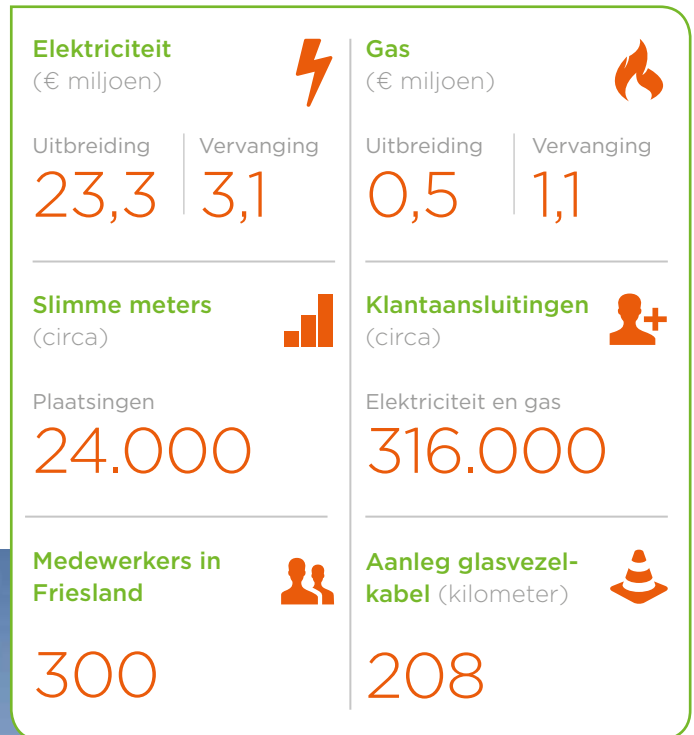 Elektriciteit
(€ miljoen)
Uitbreiding
23,3
Vervanging
3,1
Gas
(€ miljoen)
Uitbreiding
0,5
Vervanging
1,1
Slimme meters
(circa)
Plaatsingen
24.000
Klantaansluitingen
(circa)
Elektriciteit en gas
316.000
Medewerkers in
Friesland
300
Aanleg glasvezel-
kabel (kilometer)
208